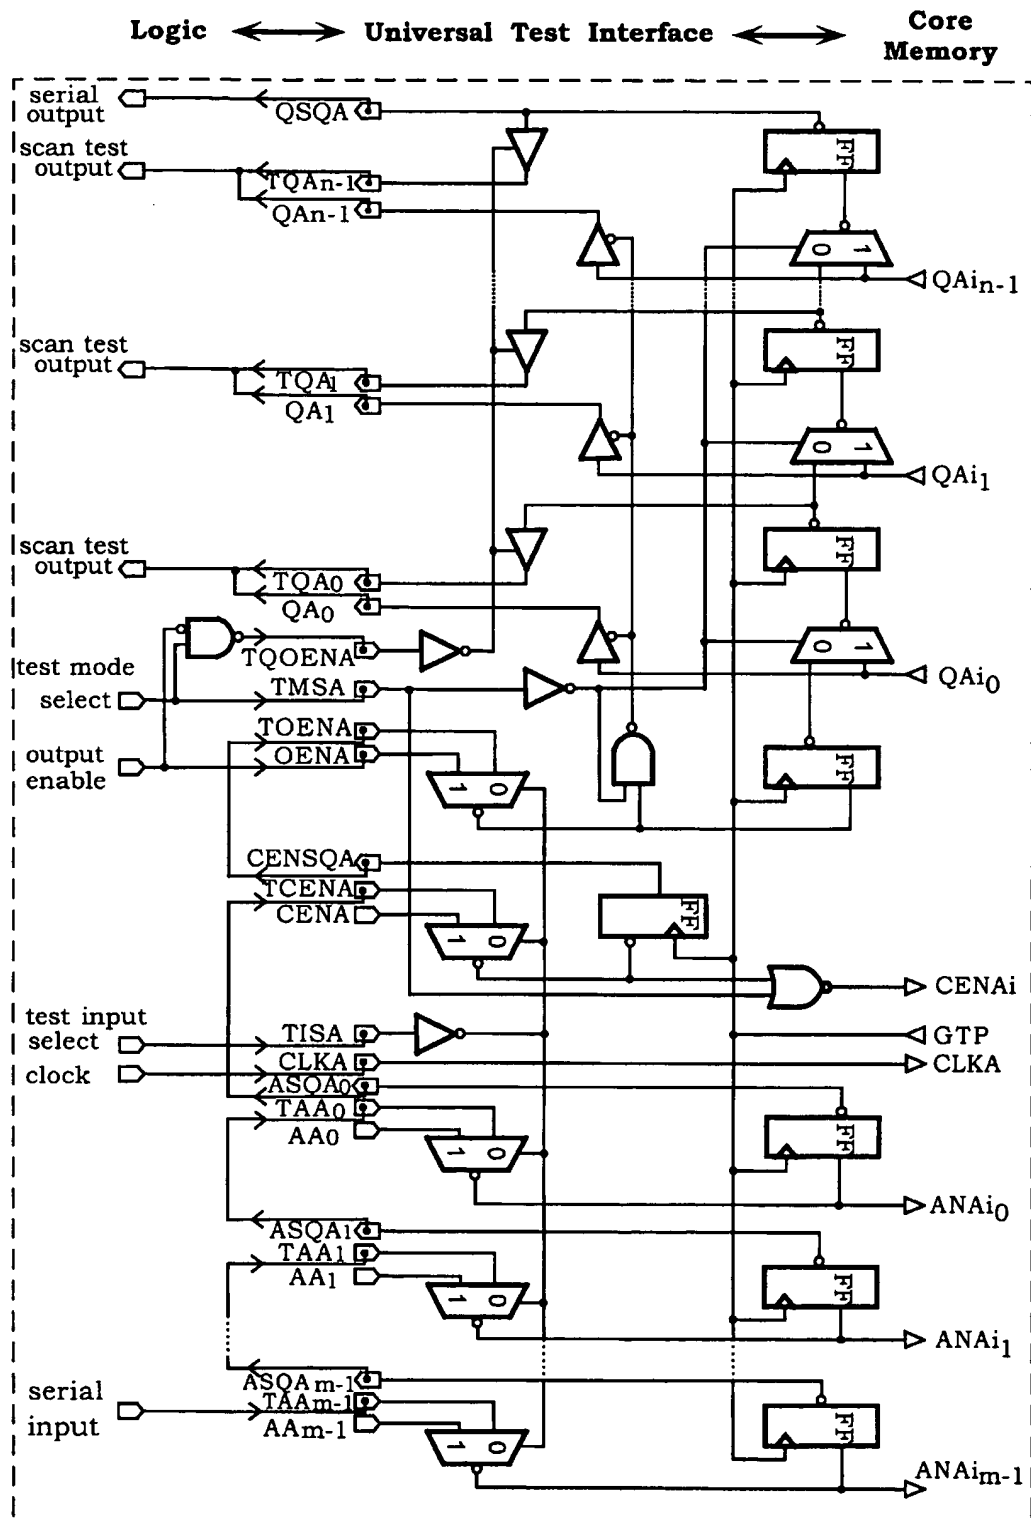 Logic Universal Test Interface Core
Memory
serial
output
QSQA
FF
scan test
output
TQAn-1
QAn-1
0 1
QAin-1
FF
scan test
output
TQA1
QA1
0 1
QAi1
FF
scan test
output
TQA0
QA0
TQOENA
0 1
test mode
select
TMSA
QAi0
TOENA
output
enable
OENA
FF
1 0
CENSQA
TCENA
CENA
FF
1 0
CENAi
test input
select
TISA
GTP
clock
CLKA
CLKA
ASQA0
TAA0
AA0
FF
1 0
ANAi0
ASQA1
TAA1
AA1
FF
1 0
ANAi1
ASQAm-1
serial
input
TAAm-1
AAm-1
FF
1 0
ANAim-1